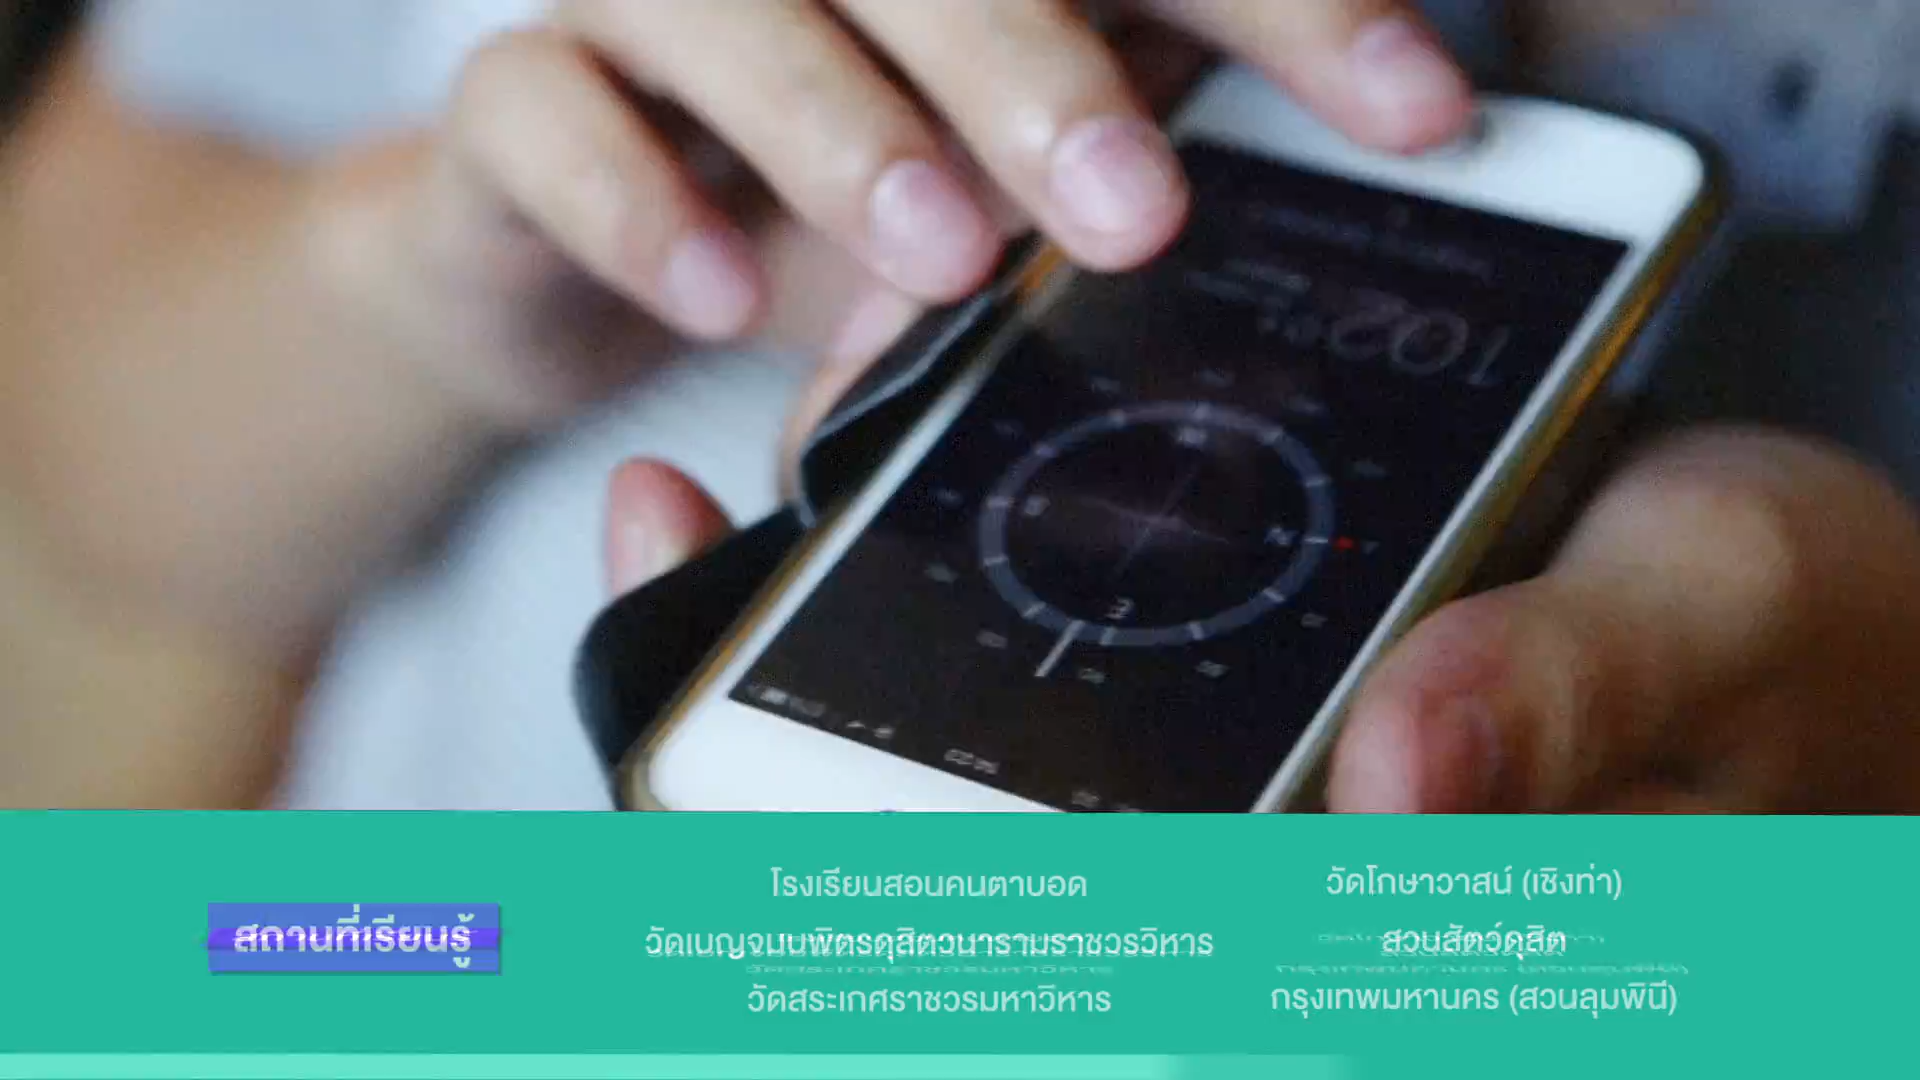 102
สถานที่เรียนรู้
โรงเรียนสอนคนตาบอด
วัดเบญจมบพิตรดุสิตวนารามราชวรวิหาร
วัดสระเกศราชวรมหาวิหาร
วัดโกษาวาสน์ (เชิงท่า)
สวนสัตว์ดุสิต
กรุงเทพมหานคร (สวนลุมพินี)